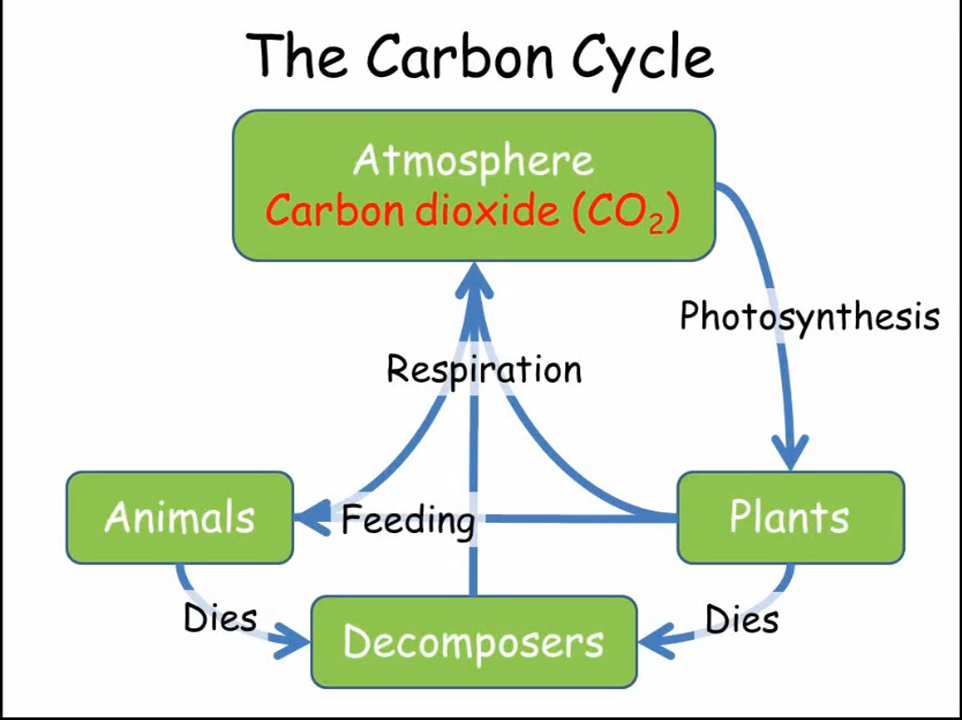 The Carbon Cycle
Atmosphere
Carbon dioxide (CO₂)
Photosynthesis
Respiration
Animals
Feeding
Plants
Dies
Dies
Decomposers